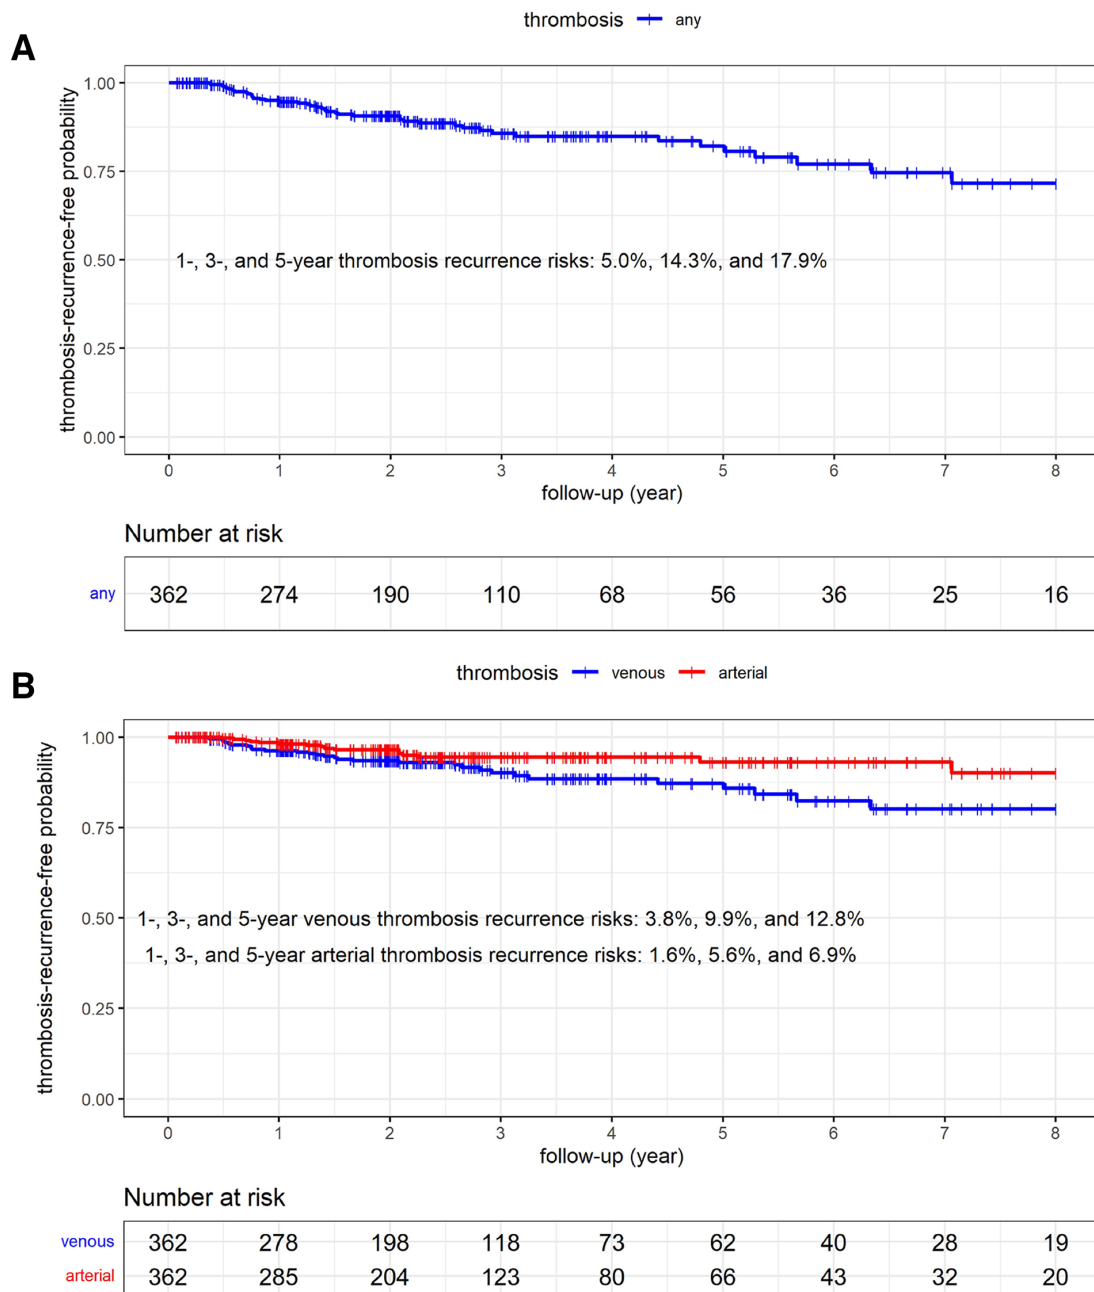 thrombosis any
A
1.00
0.75
0.50
0.25
0.00
thrombosis-recurrence-free probability
1-, 3-, and 5-year thrombosis recurrence risks: 5.0%, 14.3%, and 17.9%
0 1 2 3 4 5 6 7 8
follow-up (year)
Number at risk
any 362 274 190 110 68 56 36 25 16
thrombosis venous arterial
B
1.00
0.75
0.50
0.25
0.00
thrombosis-recurrence-free probability
1-, 3-, and 5-year venous thrombosis recurrence risks: 3.8%, 9.9%, and 12.8%
1-, 3-, and 5-year arterial thrombosis recurrence risks: 1.6%, 5.6%, and 6.9%
0 1 2 3 4 5 6 7 8
follow-up (year)
Number at risk
venous 362 278 198 118 73 62 40 28 19
arterial 362 285 204 123 80 66 43 32 20